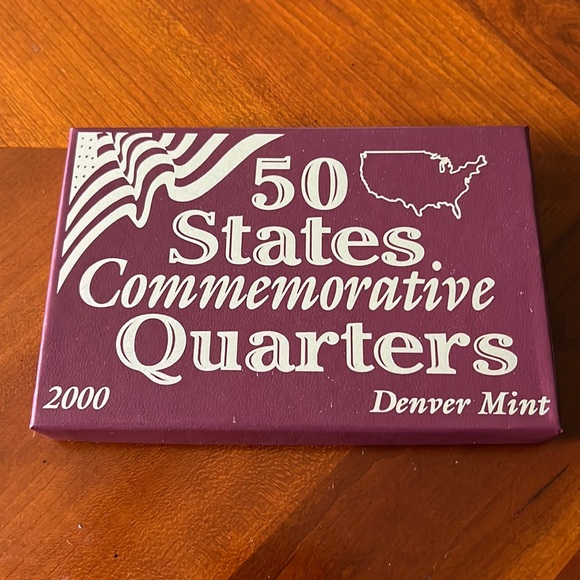 50
States
Commemorative
Quarters
2000
Denver Mint